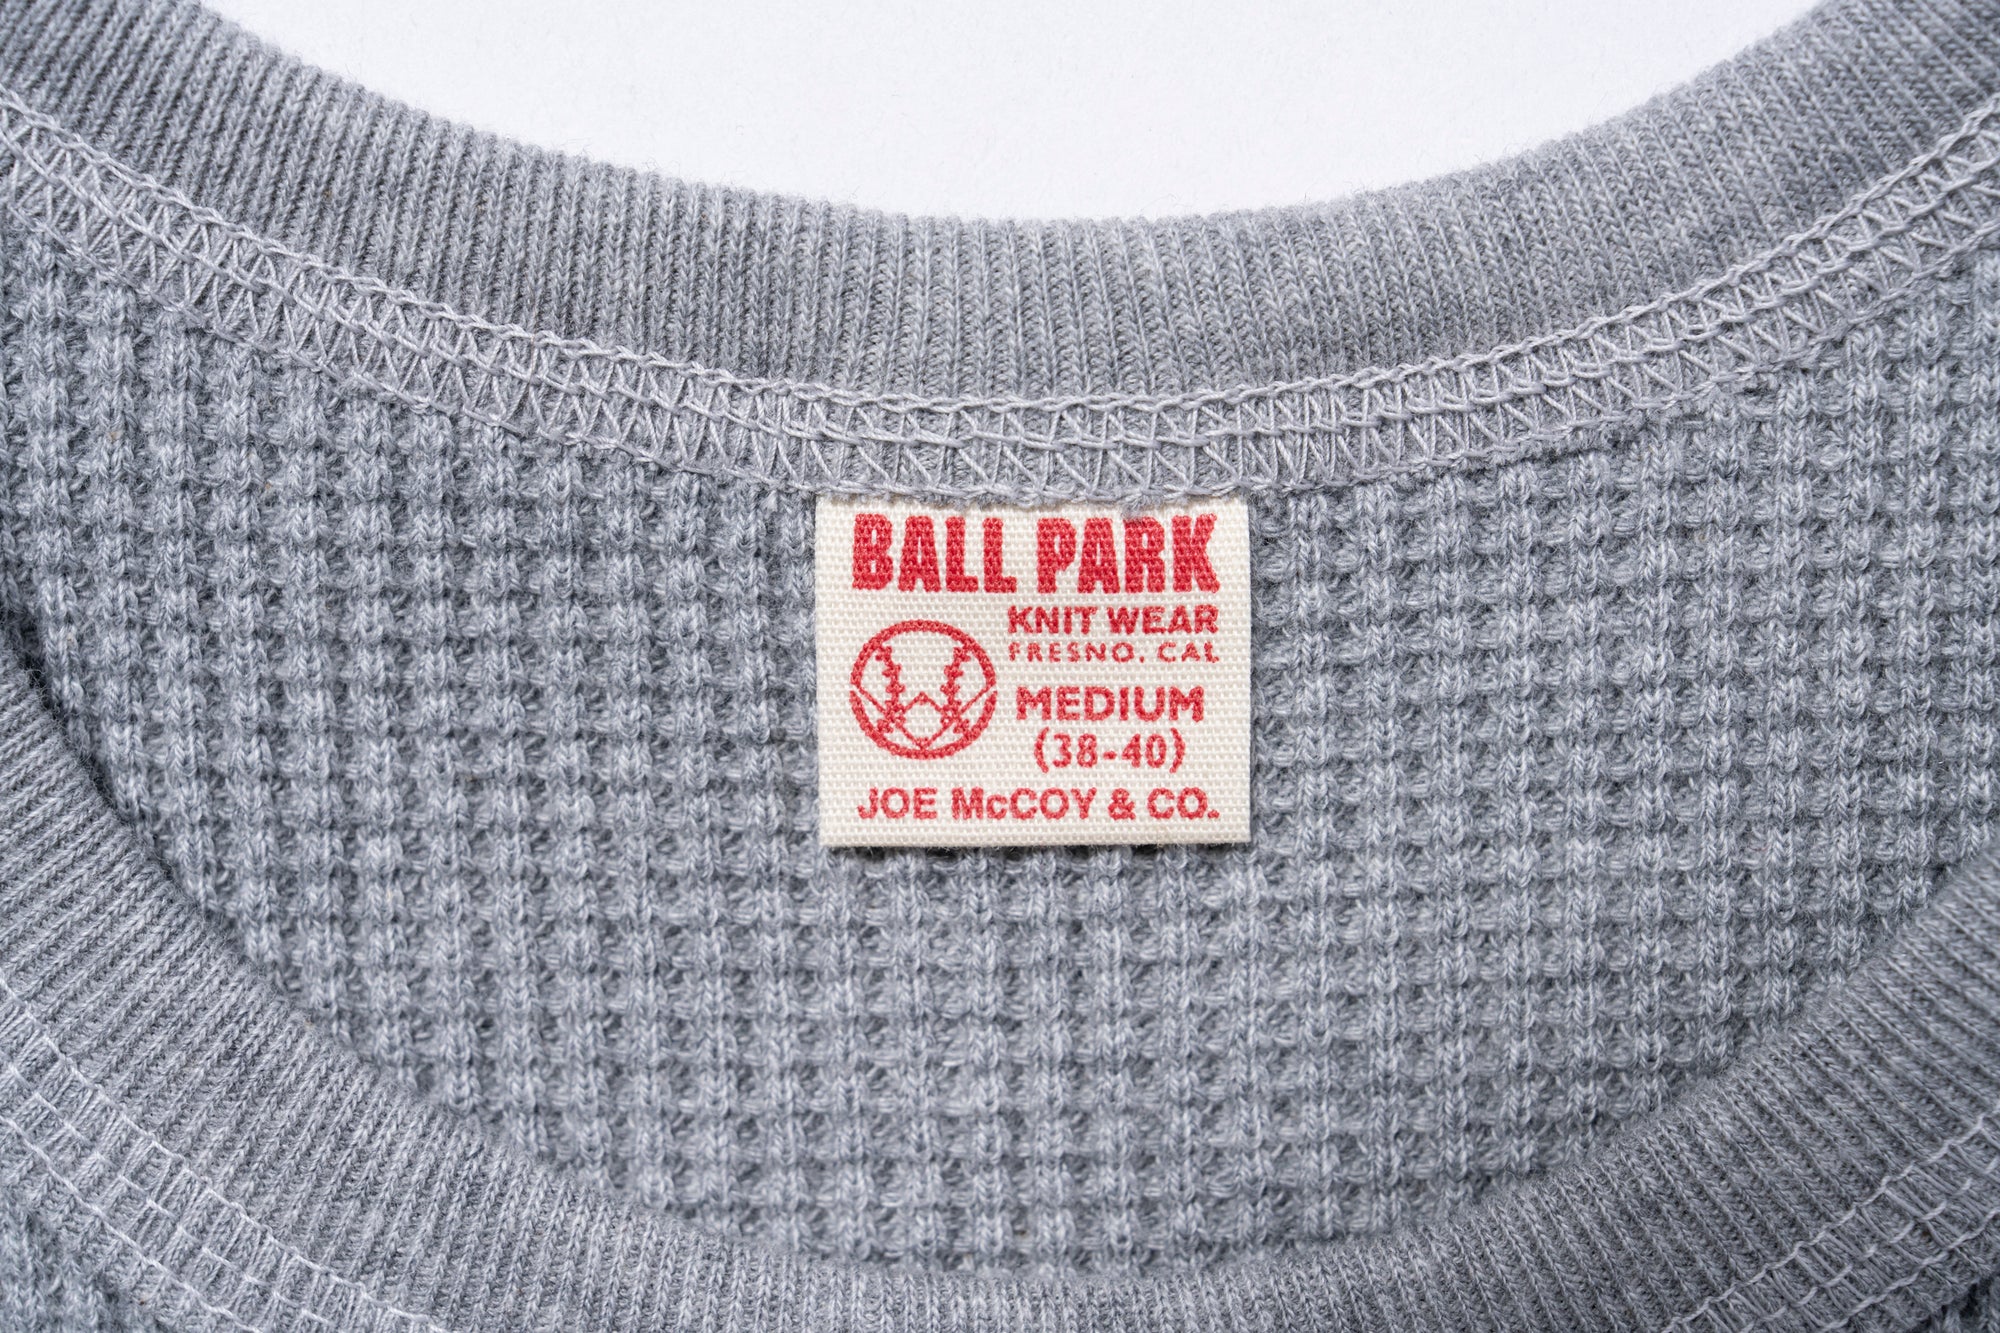 BALL PARK
KNIT WEAR
FRESNO, CAL
MEDIUM
(38-40)
JOE McCOY & CO.